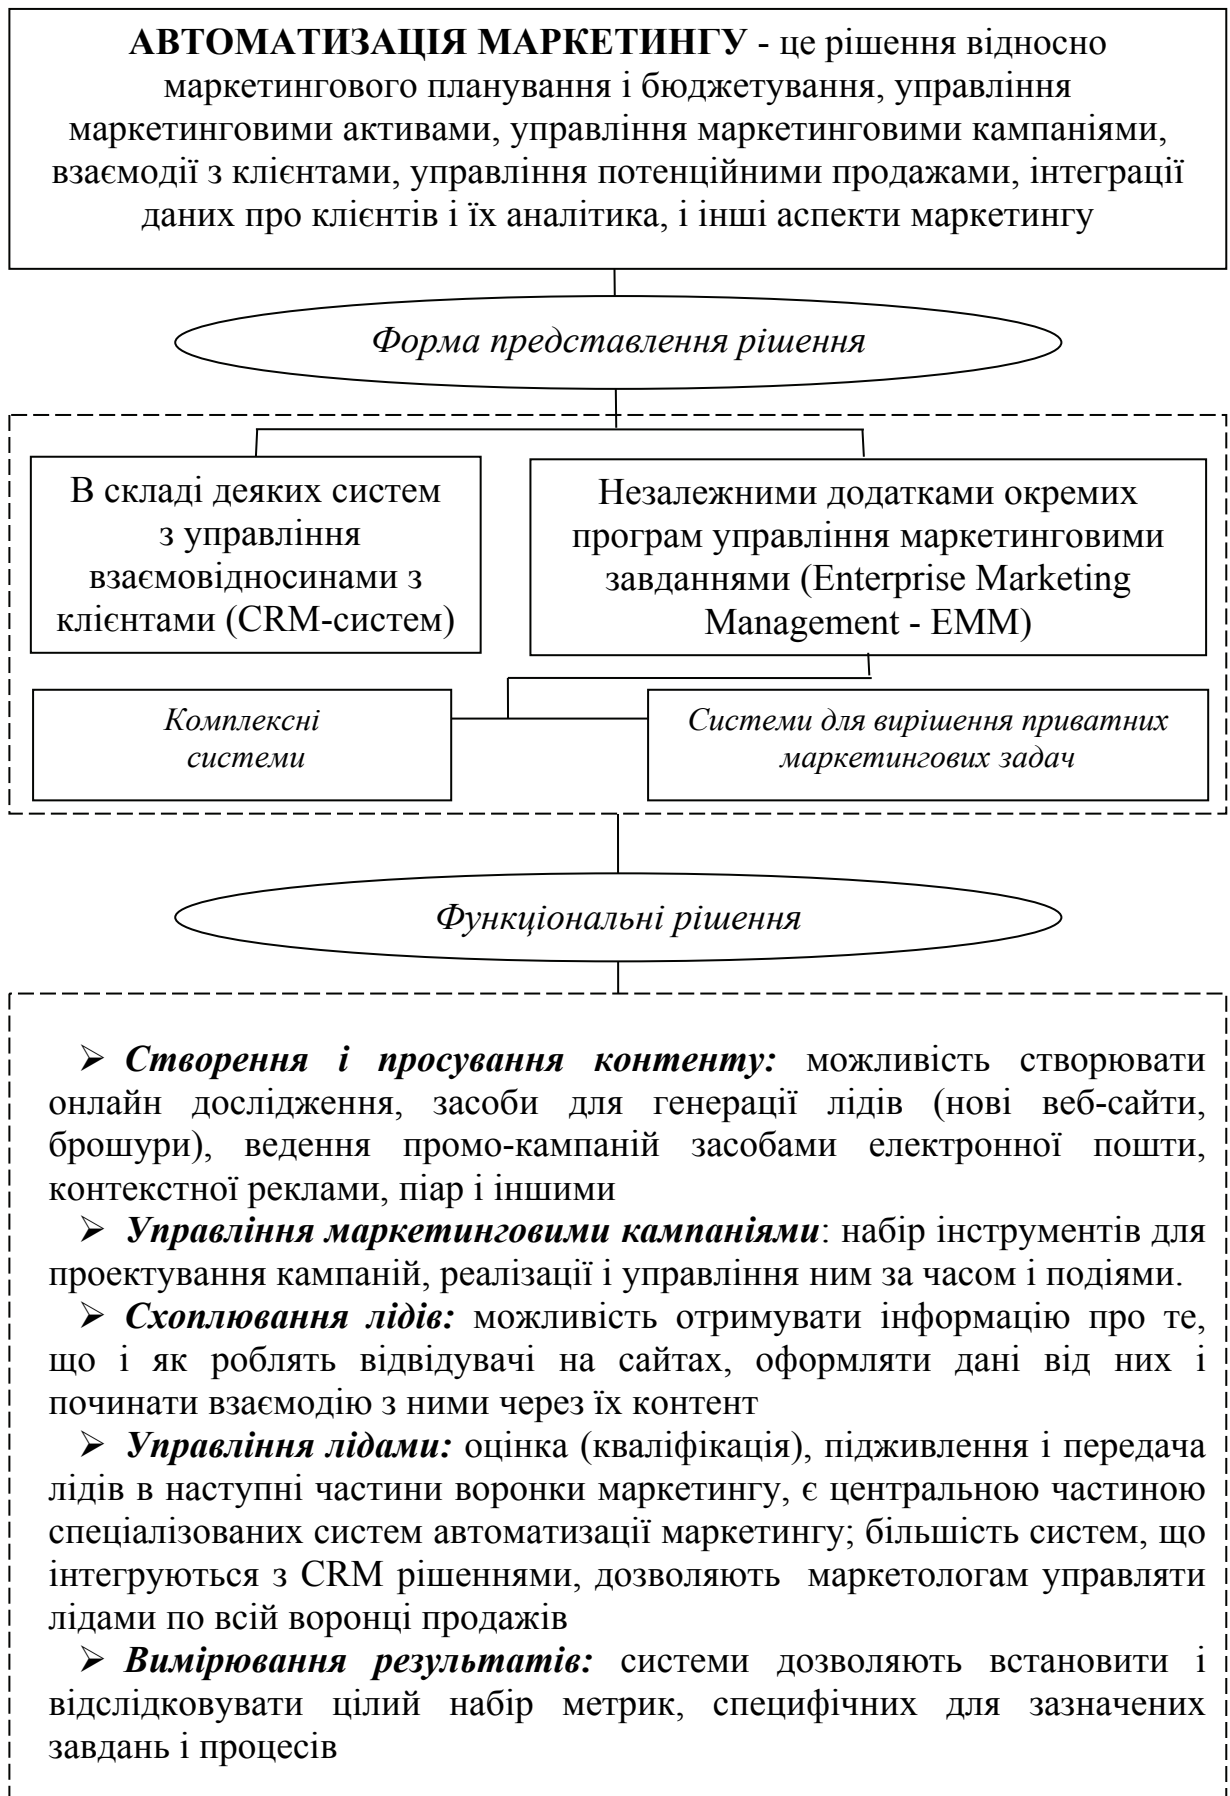 АВТОМАТИЗАЦІЯ МАРКЕТИНГУ - це рішення відносно
маркетингового планування і бюджетування, управління
маркетинговими активами, управління маркетинговими кампаніями,
взаємодії з клієнтами, управління потенційними продажами, інтеграції
даних про клієнтів і їх аналітика, і інші аспекти маркетингу
Форма представлення рішення
В складі деяких систем
з управління
взаємовідносинами з
клієнтами (CRM-систем)
Незалежними додатками окремих
програм управління маркетинговими
завданнями (Enterprise Marketing
Management - EMM)
Комплексні
системи
Системи для вирішення приватних
маркетингових задач
Функціональні рішення
➢ Створення і просування контенту: можливість створювати
онлайн дослідження, засоби для генерації лідів (нові веб-сайти,
брошури), ведення промо-кампаній засобами електронної пошти,
контекстної реклами, піар і іншими
➢ Управління маркетинговими кампаніями: набір інструментів для
проектування кампаній, реалізації і управління ним за часом і подіями.
➢ Схоплювання лідів: можливість отримувати інформацію про те,
що і як роблять відвідувачі на сайтах, оформляти дані від них і
починати взаємодію з ними через їх контент
➢ Управління лідами: оцінка (кваліфікація), підживлення і передача
лідів в наступні частини воронки маркетингу, є центральною частиною
спеціалізованих систем автоматизації маркетингу; більшість систем, що
інтегруються з CRM рішеннями, дозволяють маркетологам управляти
лідами по всій воронці продажів
➢ Вимірювання результатів: системи дозволяють встановити і
відслідковувати цілий набір метрик, специфічних для зазначених
завдань і процесів